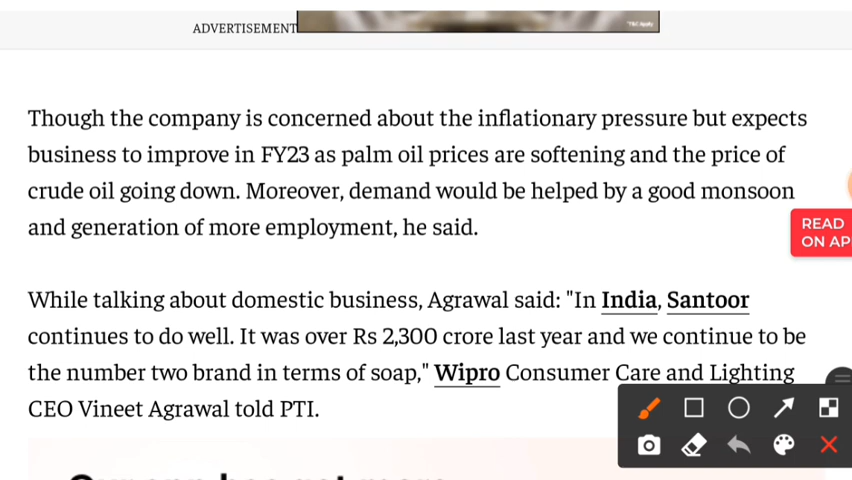 ADVERTISEMENT
Though the company is concerned about the inflationary pressure but expects
business to improve in FY23 as palm oil prices are softening and the price of
crude oil going down. Moreover, demand would be helped by a good monsoon
and generation of more employment, he said.
READ
ON AP
While talking about domestic business, Agrawal said: "In India, Santoor
continues to do well. It was over Rs 2,300 crore last year and we continue to be
the number two brand in terms of soap," Wipro Consumer Care and Lighting
CEO Vineet Agrawal told PTI.